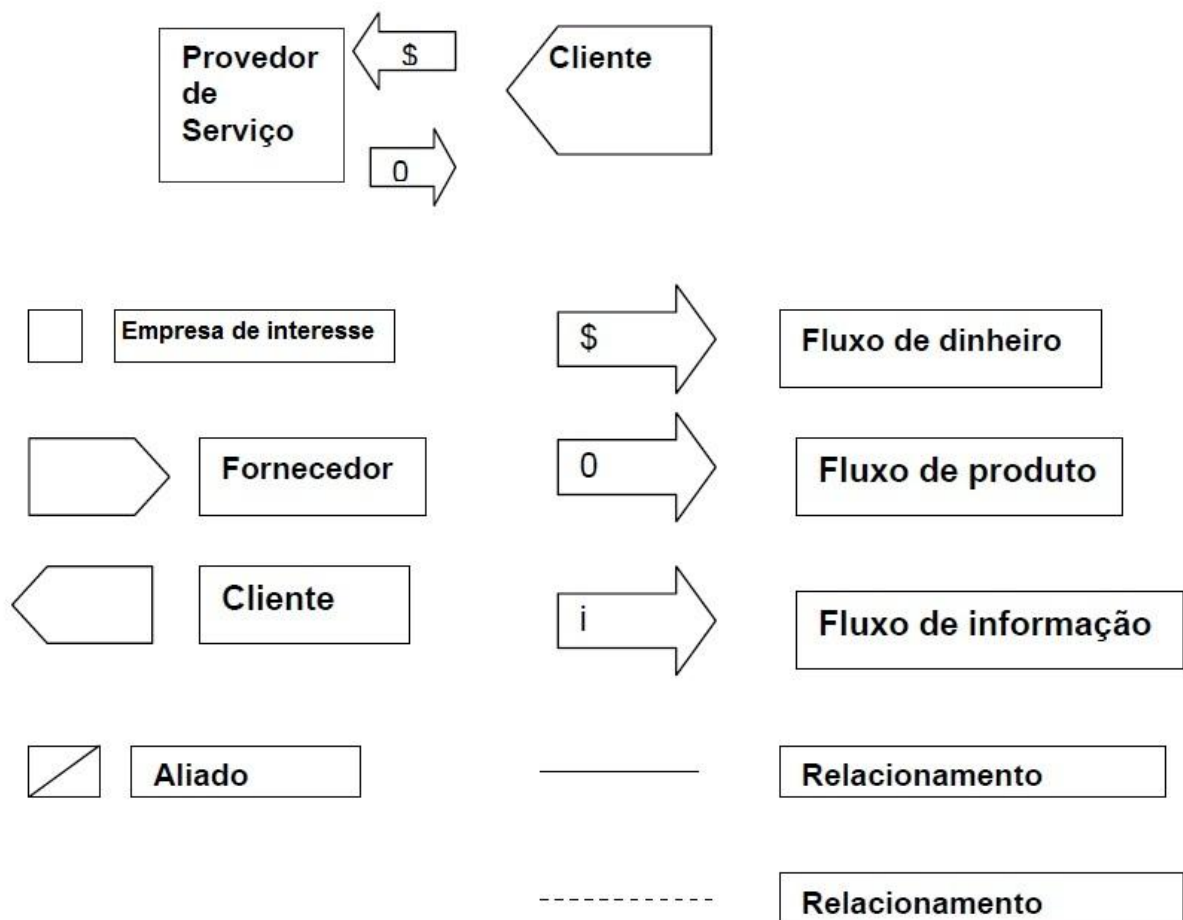 Provedor
de
Serviço
$
0
Cliente
Empresa de interesse
$
Fluxo de dinheiro
Fornecedor
0
Fluxo de produto
Cliente
i
Fluxo de informação
Aliado
Relacionamento
Relacionamento